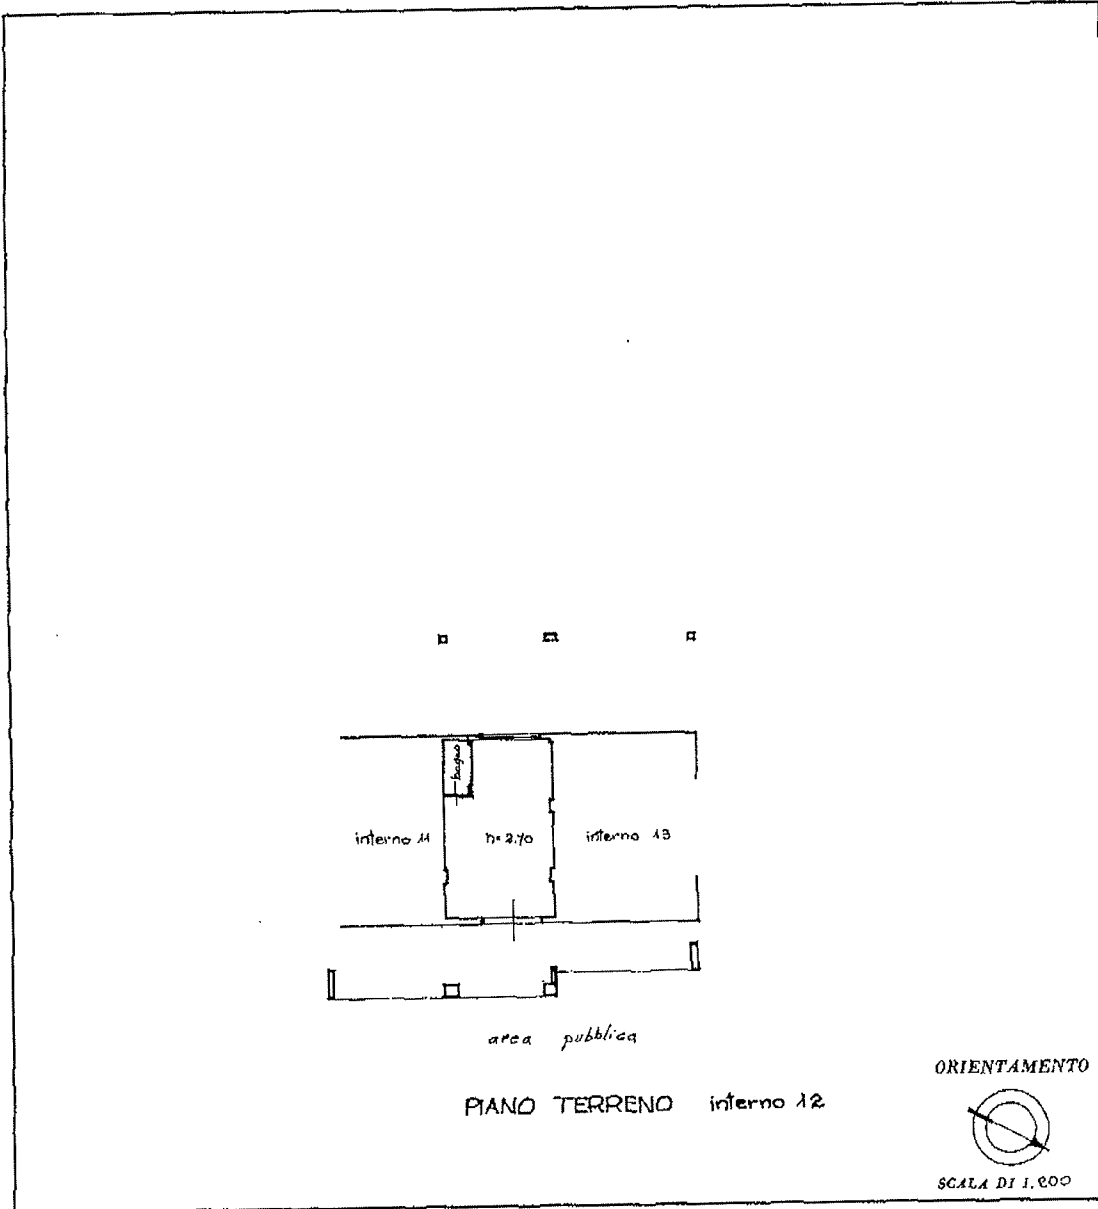 bagno
interno 11
h=2.70
interno 13
area pubblica
PIANO TERRENO interno 12
ORIENTAMENTO
SCALA DI 1.200